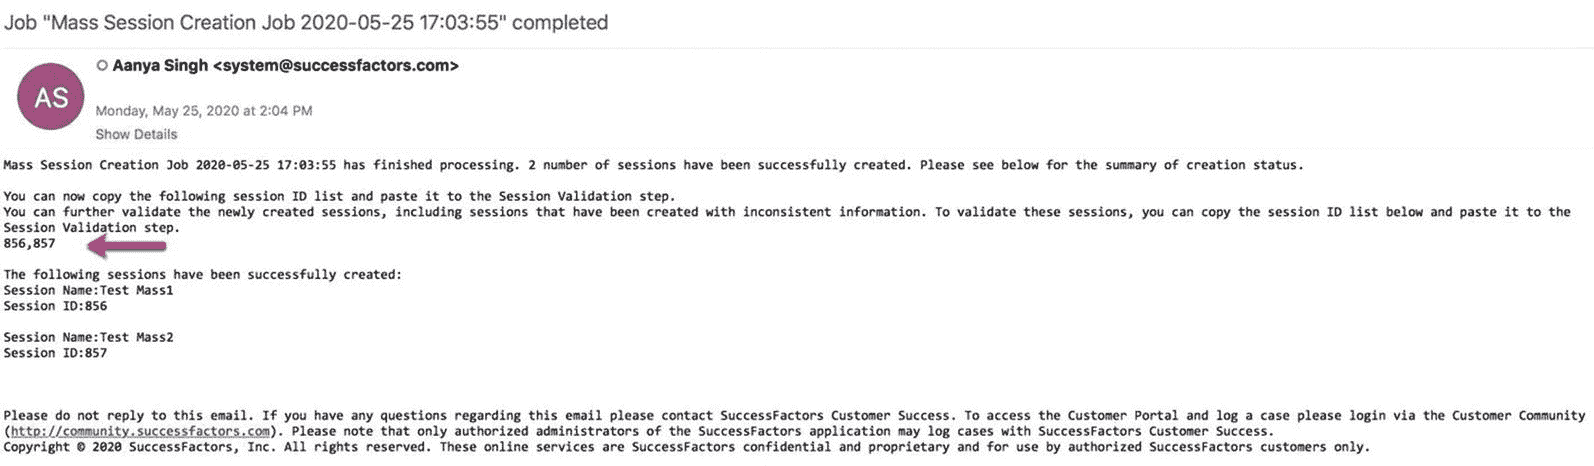 Job "Mass Session Creation Job 2020-05-25 17:03:55" completed
AS
Aanya Singh <system@successfactors.com>
Monday, May 25, 2020 at 2:04 PM
Show Details
Mass Session Creation Job 2020-05-25 17:03:55 has finished processing. 2 number of sessions have been successfully created. Please see below for the summary of creation status.
You can now copy the following session ID list and paste it to the Session Validation step.
You can further validate the newly created sessions, including sessions that have been created with inconsistent information. To validate these sessions, you can copy the session ID list below and paste it to the
Session Validation step.
856,857
The following sessions have been successfully created:
Session Name:Test Mass1
Session ID:856
Session Name:Test Mass2
Session ID:857
Please do not reply to this email. If you have any questions regarding this email please contact SuccessFactors Customer Success. To access the Customer Portal and log a case please login via the Customer Community
(http://community.successfactors.com). Please note that only authorized administrators of the SuccessFactors application may log cases with SuccessFactors Customer Success.
Copyright © 2020 SuccessFactors, Inc. All rights reserved. These online services are SuccessFactors confidential and proprietary and for use by authorized SuccessFactors customers only.